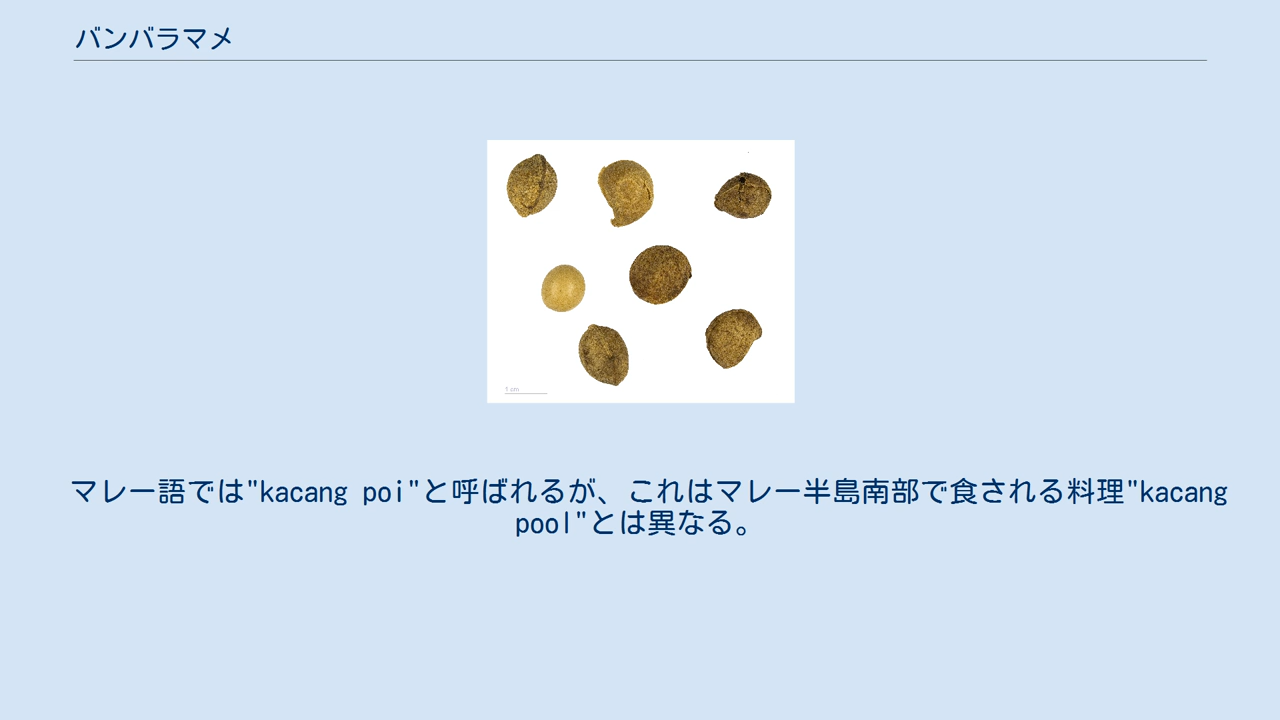 バンバラマメ
1 cm
マレー語では"kacang poi"と呼ばれるが、これはマレー半島南部で食される料理"kacang
pool"とは異なる。